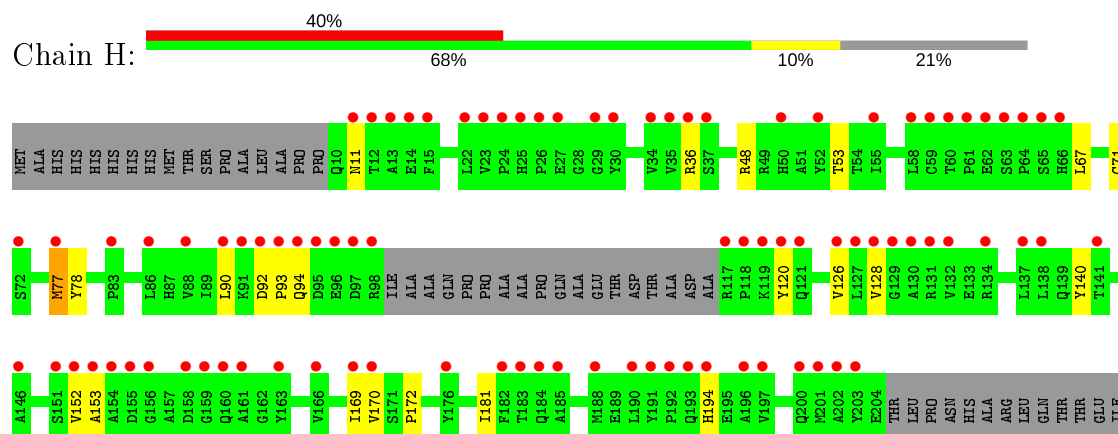 40%
Chain H:
68% 10% 21%
MET ALA HIS HIS HIS HIS HIS HIS MET THR SER PRO ALA LEU ALA PRO PRO Q10 N11 T12 A13 E14 F15 L22 V23 P24 H25 P26 E27 G28 G29 Y30 V34 V35 R36 S37 R48 R49 H50 A51 Y52 T53 T54 I55 L58 C59 T60 P61 E62 S63 P64 S65 H66 L67 C71
S72 M77 Y78 P83 L86 H87 V88 I89 L90 K91 D92 P93 Q94 D95 E96 D97 R98 ILE ALA ALA GLN PRO PRO ALA ALA PRO GLN ALA GLU THR ASP THR ALA ASP ALA R117 P118 K119 Y120 Q121 V126 L127 V128 G129 A130 R131 V132 E133 R134 L137 L138 Q139 Y140 T141
A146 S151 V152 A153 A154 D155 G156 A157 D158 G159 Q160 A161 G162 Y163 V166 I169 V170 S171 P172 Y176 I181 F182 T183 Q184 A185 M188 E189 L190 Y191 P192 Q193 H194 E195 A196 V197 Q200 M201 A202 Y203 E204 THR LEU PRO ASN HIS ALA ARG LEU GLN THR THR GLU ILE